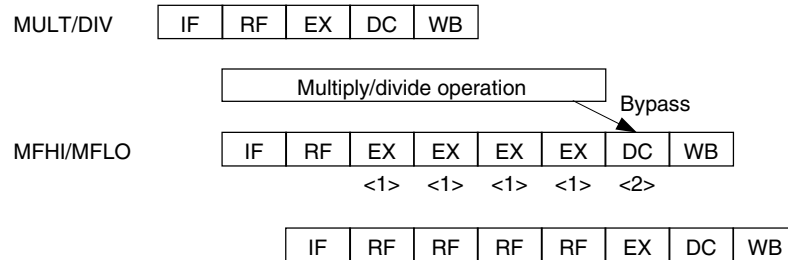 MULT/DIV IF RF EX DC WB
Multiply/divide operation
Bypass
MFHI/MFLO IF RF EX EX EX EX DC WB
<1> <1> <1> <1> <2>
IF RF RF RF RF EX DC WB